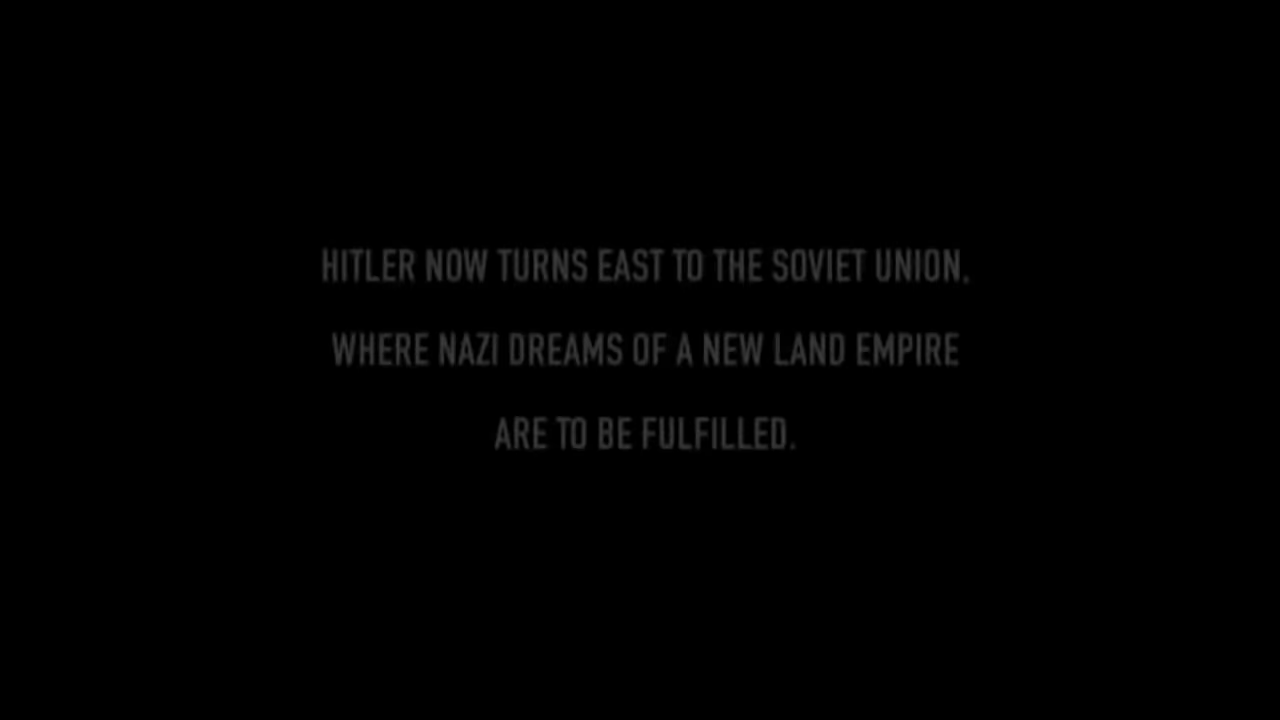 HITLER NOW TURNS EAST TO THE SOVIET UNION,
WHERE NAZI DREAMS OF A NEW LAND EMPIRE
ARE TO BE FULFILLED.